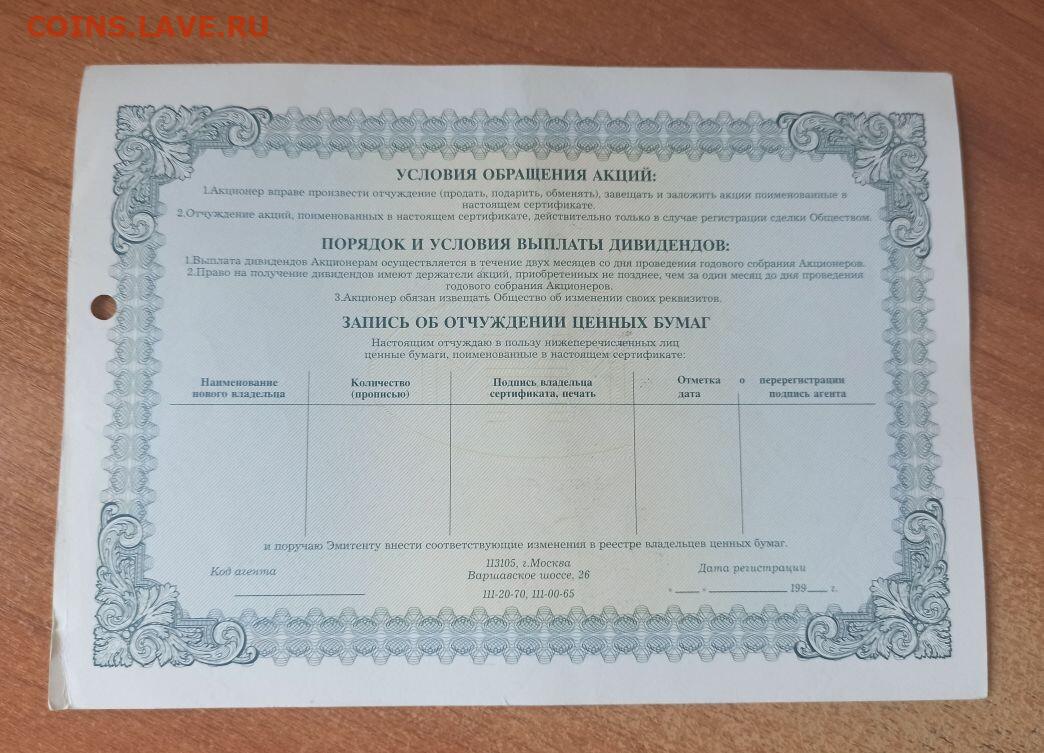 COINS.LAVE.RU
УСЛОВИЯ ОБРАЩЕНИЯ АКЦИЙ:
1.Акционер вправе произвести отчуждение (продать, подарить, обменять), завещать и заложить акции поименованные в
настоящем сертификате.
2.Отчуждение акций, поименованных в настоящем сертификате, действительно только в случае регистрации сделки Обществом.
ПОРЯДОК И УСЛОВИЯ ВЫПЛАТЫ ДИВИДЕНДОВ:
1.Выплата дивидендов Акционерам осуществляется в течение двух месяцев со дня проведения годового собрания Акционеров.
2.Право на получение дивидендов имеют держатели акций, приобретенных не позднее, чем за один месяц до дня проведения
годового собрания Акционеров.
3.Акционер обязан извещать Общество об изменении своих реквизитов.
ЗАПИСЬ ОБ ОТЧУЖДЕНИИ ЦЕННЫХ БУМАГ
Настоящим отчуждаю в пользу нижеперечисленных лиц
ценные бумаги, поименованные в настоящем сертификате:
Наименование Количество Подпись владельца Отметка о перерегистрации
нового владельца (прописью) сертификата, печать дата подпись агента
и поручаю Эмитенту внести соответствующие изменения в реестре владельцев ценных бумаг.
Код агента 113105, г.Москва Дата регистрации
Варшавское шоссе, 26
111-20-70, 111-00-65 "___" ________ 199___ г.